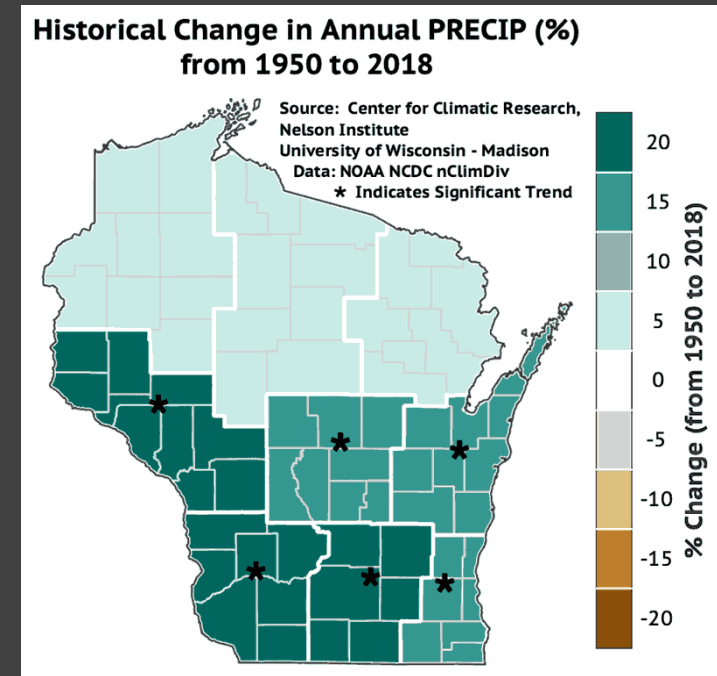 Historical Change in Annual PRECIP (%)
from 1950 to 2018
Source: Center for Climatic Research,
Nelson Institute
University of Wisconsin - Madison
Data: NOAA NCDC nClimDiv
* Indicates Significant Trend
20
15
10
5
0
-5
-10
-15
-20
% Change (from 1950 to 2018)